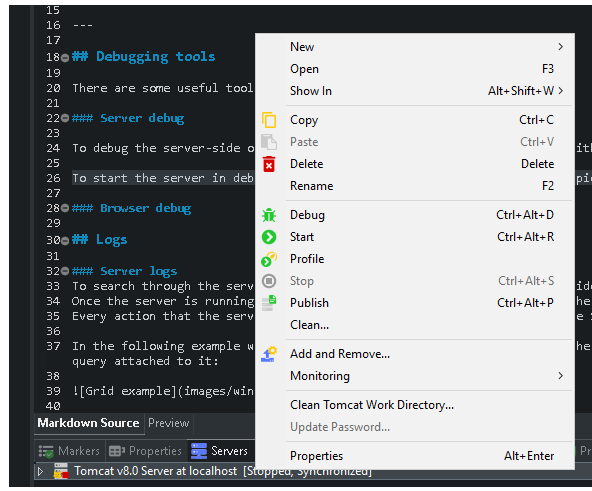 15
16 ---
17
18 ## Debugging tools
19
20 There are some useful tool
21
22 ### Server debug
23
24 To debug the server-side o
25
26 To start the server in deb
27
28 ### Browser debug
29
30 ## Logs
31
32 ### Server logs
33 To search through the serv
34 Once the server is running
35 Every action that the serv
36
37 In the following example w
query attached to it:
38
39 ![Grid example](images/win
40
New
Open F3
Show In Alt+Shift+W
Copy Ctrl+C
Paste Ctrl+V
Delete Delete
Rename F2
Debug Ctrl+Alt+D
Start Ctrl+Alt+R
Profile
Stop Ctrl+Alt+S
Publish Ctrl+Alt+P
Clean...
Add and Remove...
Monitoring
Clean Tomcat Work Directory...
Update Password...
Properties Alt+Enter
Markdown Source Preview
Markers Properties Servers Pr
Tomcat v8.0 Server at localhost [Stopped, Synchronized]